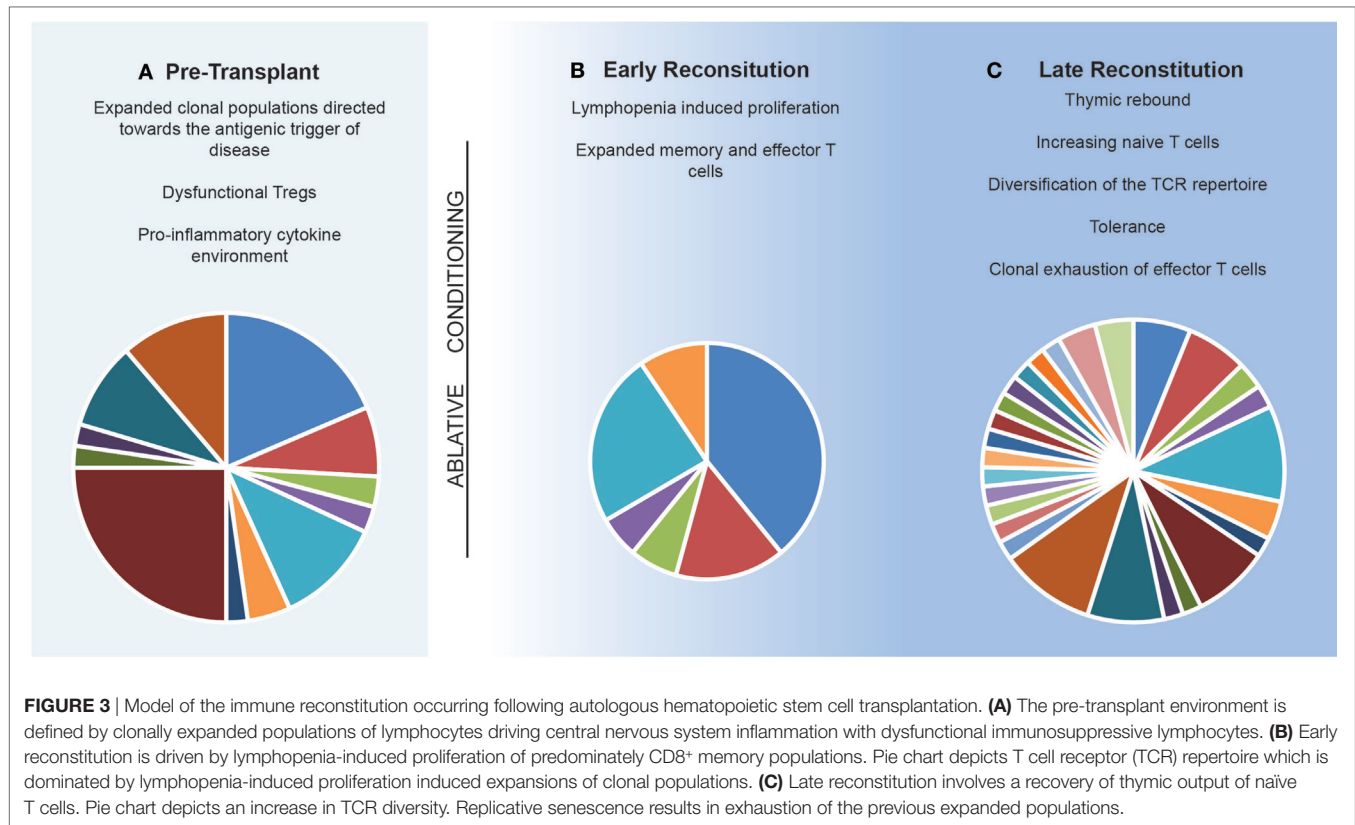 A Pre-Transplant
Expanded clonal populations directed
towards the antigenic trigger of
disease
Dysfunctional Tregs
Pro-inflammatory cytokine
environment
ABLATIVE CONDITIONING
B Early Reconsitution
Lymphopenia induced proliferation
Expanded memory and effector T
cells
C Late Reconstitution
Thymic rebound
Increasing naive T cells
Diversification of the TCR repertoire
Tolerance
Clonal exhaustion of effector T cells
FIGURE 3 | Model of the immune reconstitution occurring following autologous hematopoietic stem cell transplantation. (A) The pre-transplant environment is
defined by clonally expanded populations of lymphocytes driving central nervous system inflammation with dysfunctional immunosuppressive lymphocytes. (B) Early
reconstitution is driven by lymphopenia-induced proliferation of predominately CD8⁺ memory populations. Pie chart depicts T cell receptor (TCR) repertoire which is
dominated by lymphopenia-induced proliferation induced expansions of clonal populations. (C) Late reconstitution involves a recovery of thymic output of naïve
T cells. Pie chart depicts an increase in TCR diversity. Replicative senescence results in exhaustion of the previous expanded populations.